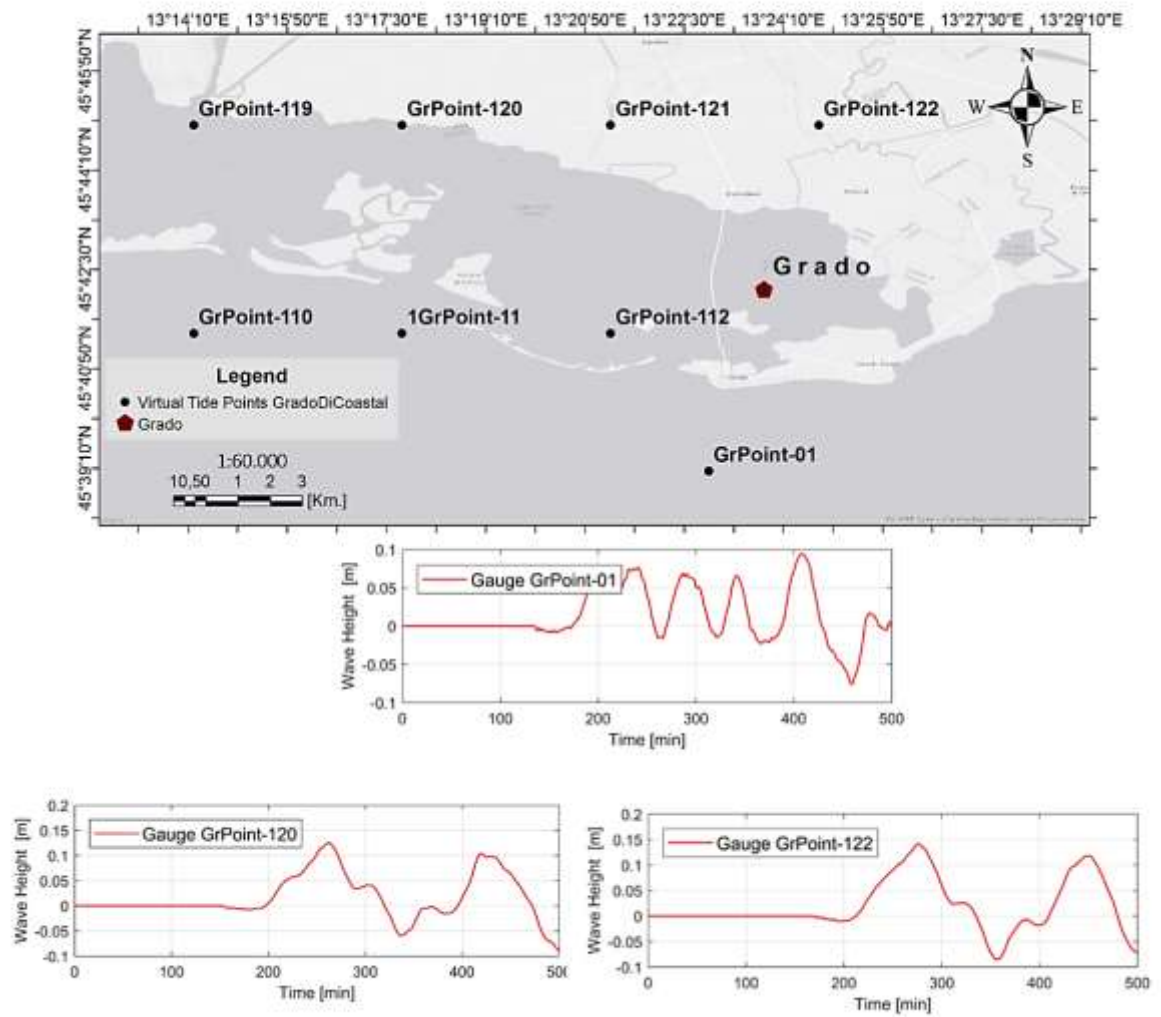 13°14'10"E 13°15'50"E 13°17'30"E 13°19'10"E 13°20'50"E 13°22'30"E 13°24'10"E 13°25'50"E 13°27'30"E 13°29'10"E
45°45'50"N
45°44'10"N
45°42'30"N
45°40'50"N
45°39'10"N
N
W E
S
GrPoint-119 GrPoint-120 GrPoint-121 GrPoint-122
Grado
GrPoint-110 1GrPoint-11 GrPoint-112
GrPoint-01
Legend
Virtual Tide Points GradoDiCoastal
Grado
1:60.000
10,50 1 2 3
[Km.]
0.1
0.05
0
-0.05
-0.1
Wave Height [m]
Gauge GrPoint-01
0 100 200 300 400 500
Time [min]
0.2
0.15
0.1
0.05
0
-0.05
-0.1
Wave Height [m]
Gauge GrPoint-120
0 100 200 300 400 50
Time [min]
0.2
0.15
0.1
0.05
0
-0.05
-0.1
Wave Height [m]
Gauge GrPoint-122
0 100 200 300 400 500
Time [min]